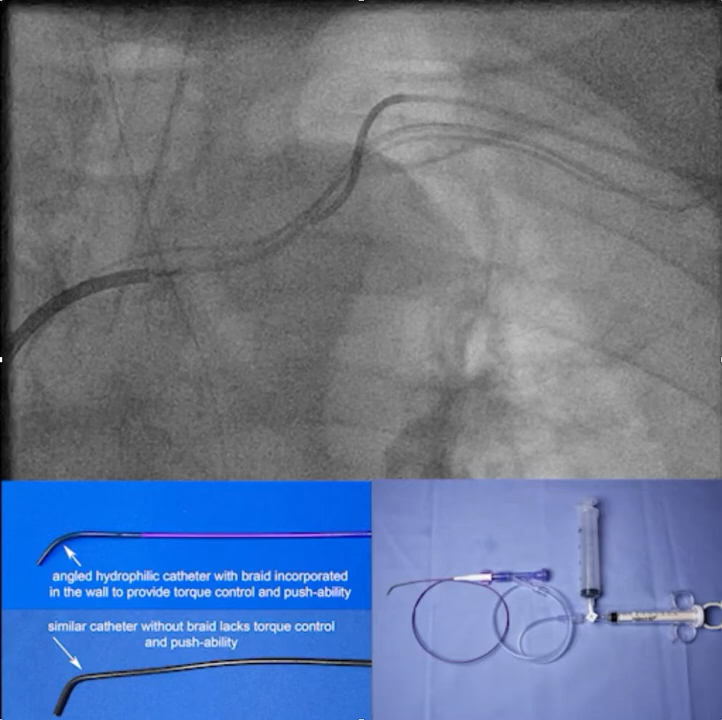 angled hydrophilic catheter with braid incorporated
in the wall to provide torque control and push-ability
similar catheter without braid lacks torque control
and push-ability